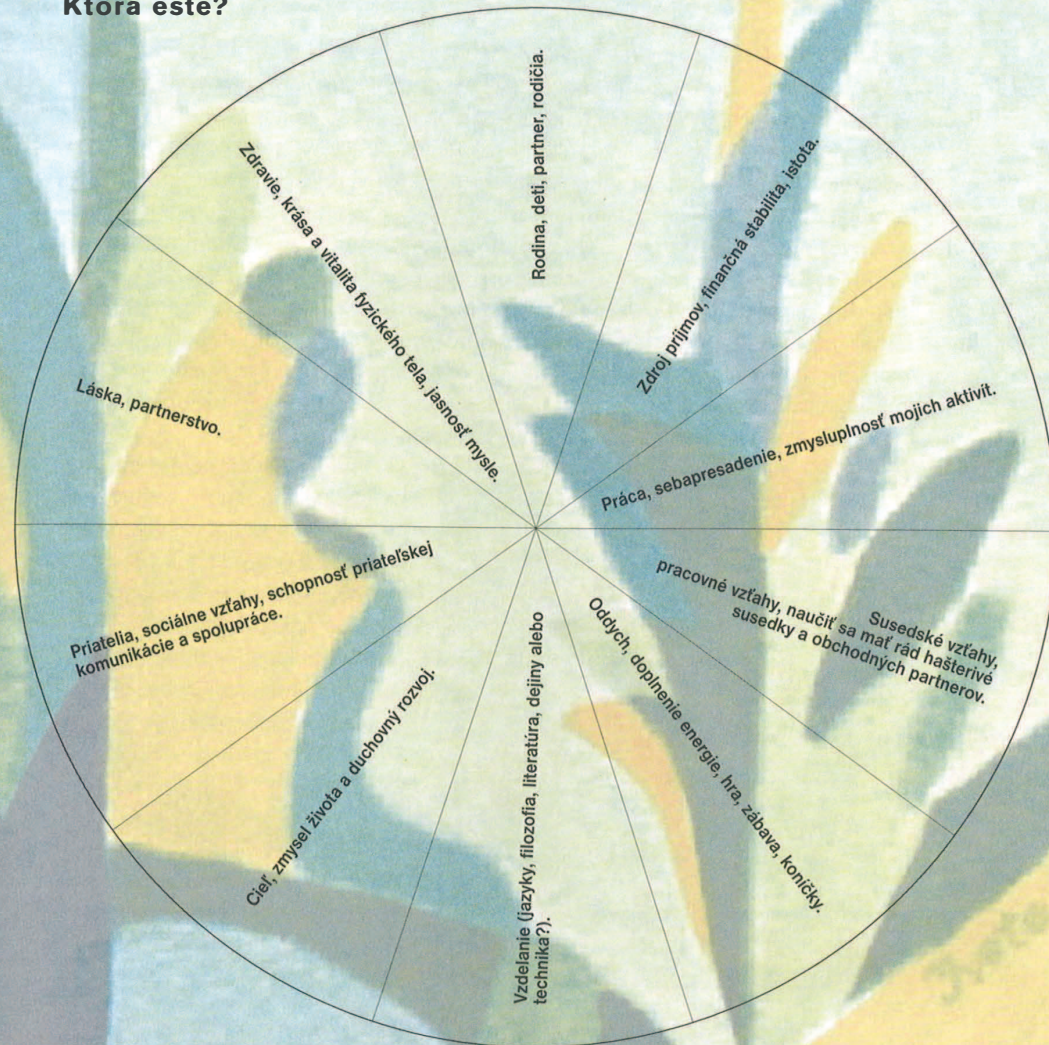 Ktorá ešte?
Rodina, deti, partner, rodičia.
Zdroj príjmov, finančná stabilita, istota.
Práca, sebapresadenie, zmysluplnosť mojich aktivít.
Susedské vzťahy,
pracovné vzťahy, naučiť sa mať rád hašterivé
susedky a obchodných partnerov.
Oddych, doplnenie energie, hra, zábava, koníčky.
Vzdelanie (jazyky, filozofia, literatúra, dejiny alebo
technika?).
Cieľ, zmysel života a duchovný rozvoj.
Priatelia, sociálne vzťahy, schopnosť priateľskej
komunikácie a spolupráce.
Láska, partnerstvo.
Zdravie, krása a vitalita fyzického tela, jasnosť mysle.